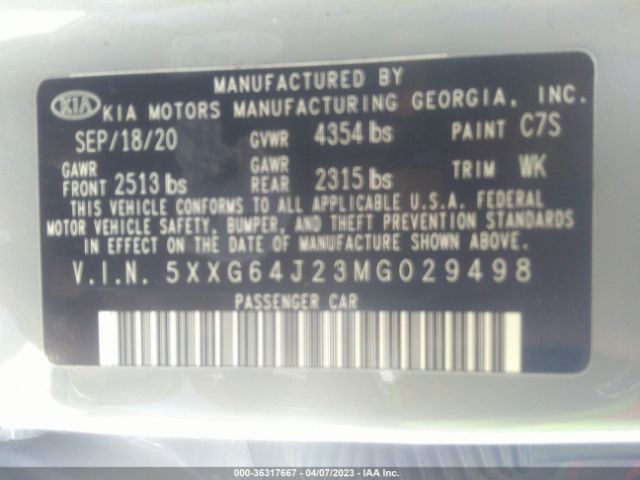 MANUFACTURED BY
KIA KIA MOTORS MANUFACTURING GEORGIA, INC.
SEP/18/20 GVWR 4354 lbs PAINT C7S
GAWR FRONT 2513 lbs GAWR REAR 2315 lbs TRIM WK
THIS VEHICLE CONFORMS TO ALL APPLICABLE U.S.A. FEDERAL
MOTOR VEHICLE SAFETY, BUMPER, AND THEFT PREVENTION STANDARDS
IN EFFECT ON THE DATE OF MANUFACTURE SHOWN ABOVE.
V.I.N. 5XXG64J23MG029498
PASSENGER CAR
000-36317667 - 04/07/2023 - IAA Inc.